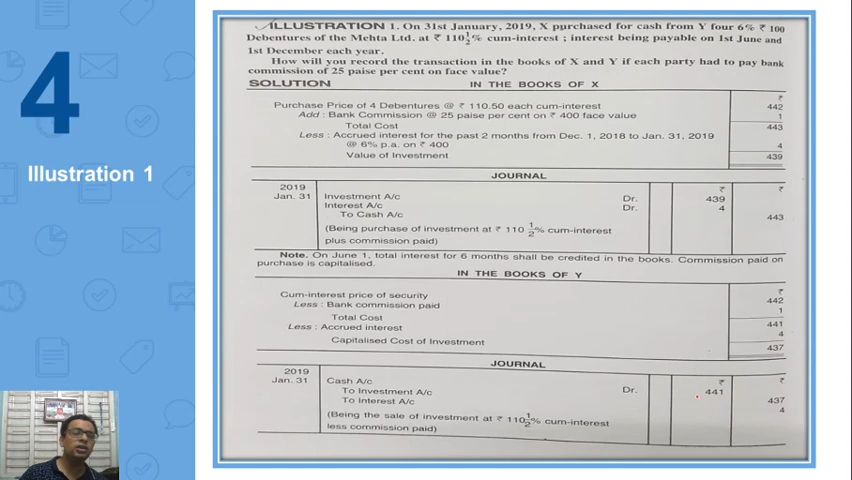 4
Illustration 1
ILLUSTRATION 1. On 31st January, 2019, X purchased for cash from Y four 6% ₹ 100
Debentures of the Mehta Ltd. at ₹ 110½% cum-interest ; interest being payable on 1st June and
1st December each year.
How will you record the transaction in the books of X and Y if each party had to pay bank
commission of 25 paise per cent on face value?
SOLUTION IN THE BOOKS OF X
₹
Purchase Price of 4 Debentures @ ₹ 110.50 each cum-interest 442
Add : Bank Commission @ 25 paise per cent on ₹ 400 face value 1
Total Cost 443
Less : Accrued interest for the past 2 months from Dec. 1, 2018 to Jan. 31, 2019
@ 6% p.a. on ₹ 400 4
Value of Investment 439
JOURNAL
2019 ₹ ₹
Jan. 31 Investment A/c Dr. 439
Interest A/c Dr. 4
To Cash A/c 443
(Being purchase of investment at ₹ 110 ½% cum-interest
plus commission paid)
Note. On June 1, total interest for 6 months shall be credited in the books. Commission paid on
purchase is capitalised.
IN THE BOOKS OF Y
₹
Cum-interest price of security 442
Less : Bank commission paid 1
Total Cost 441
Less : Accrued interest 4
Capitalised Cost of Investment 437
JOURNAL
2019 ₹ ₹
Jan. 31 Cash A/c Dr. 441
To Investment A/c 437
To Interest A/c 4
(Being the sale of investment at ₹ 110½% cum-interest
less commission paid)